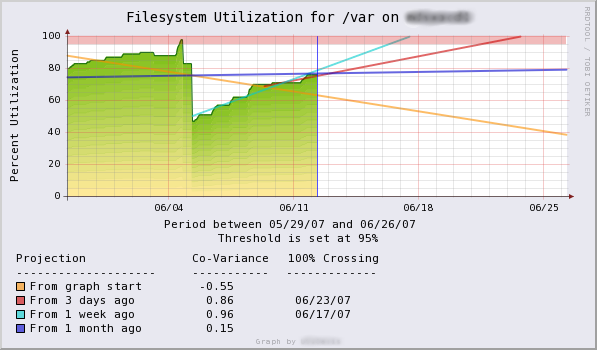 Filesystem Utilization for /var on
RRDTOOL / TOBI OETIKER
Percent Utilization
100
80
60
40
20
0
06/04 06/11 06/18 06/25
Period between 05/29/07 and 06/26/07
Threshold is set at 95%
Projection Co-Variance 100% Crossing
-------------------- ----------- -------------
From graph start -0.55
From 3 days ago 0.86 06/23/07
From 1 week ago 0.96 06/17/07
From 1 month ago 0.15
Graph by